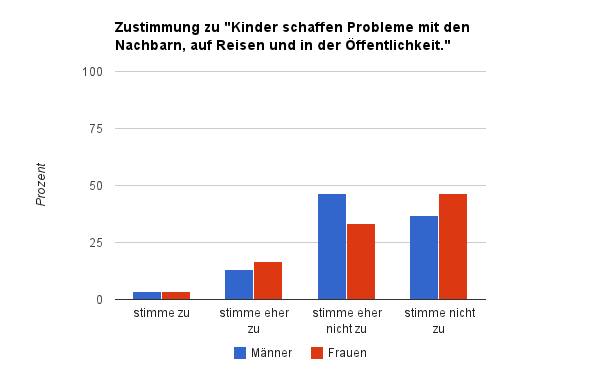 Zustimmung zu "Kinder schaffen Probleme mit den
Nachbarn, auf Reisen und in der Öffentlichkeit."
100
75
50
25
0
Prozent
stimme zu
stimme eher
zu
stimme eher
nicht zu
stimme nicht
zu
Männer
Frauen